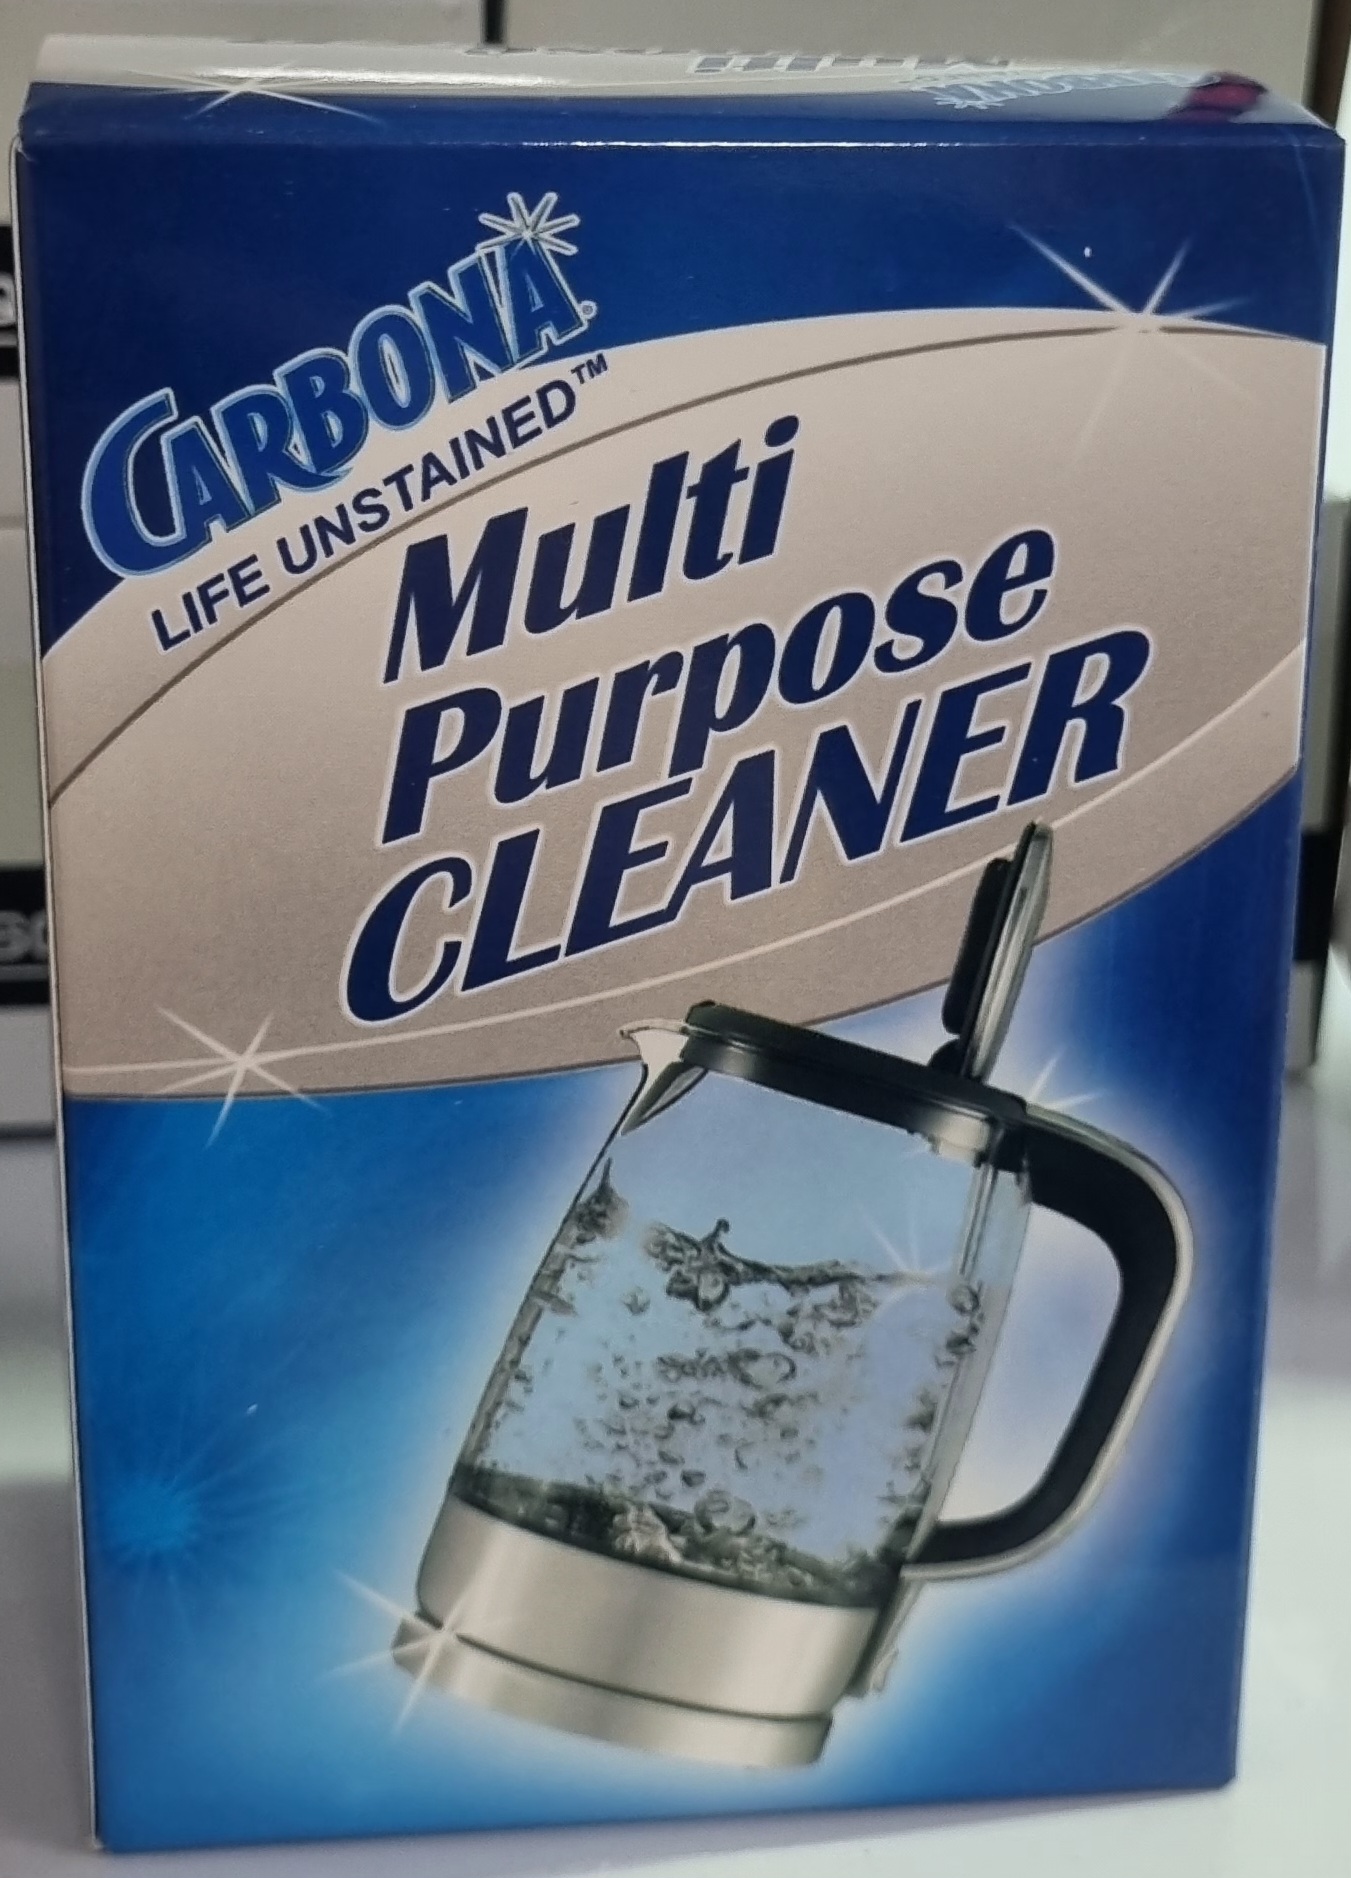 CARBONA®
LIFE UNSTAINED™
Multi
Purpose
CLEANER